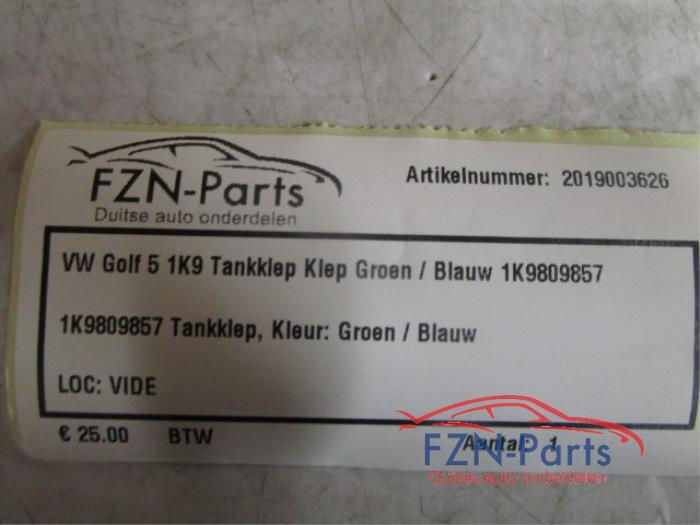 FZN-Parts
Duitse auto onderdelen
Artikelnummer: 2019003626
VW Golf 5 1K9 Tankklep Klep Groen / Blauw 1K9809857
1K9809857 Tankklep, Kleur: Groen / Blauw
LOC: VIDE
€ 25.00 BTW Aantal: 1
FZN-Parts
Duitse auto onderdelen